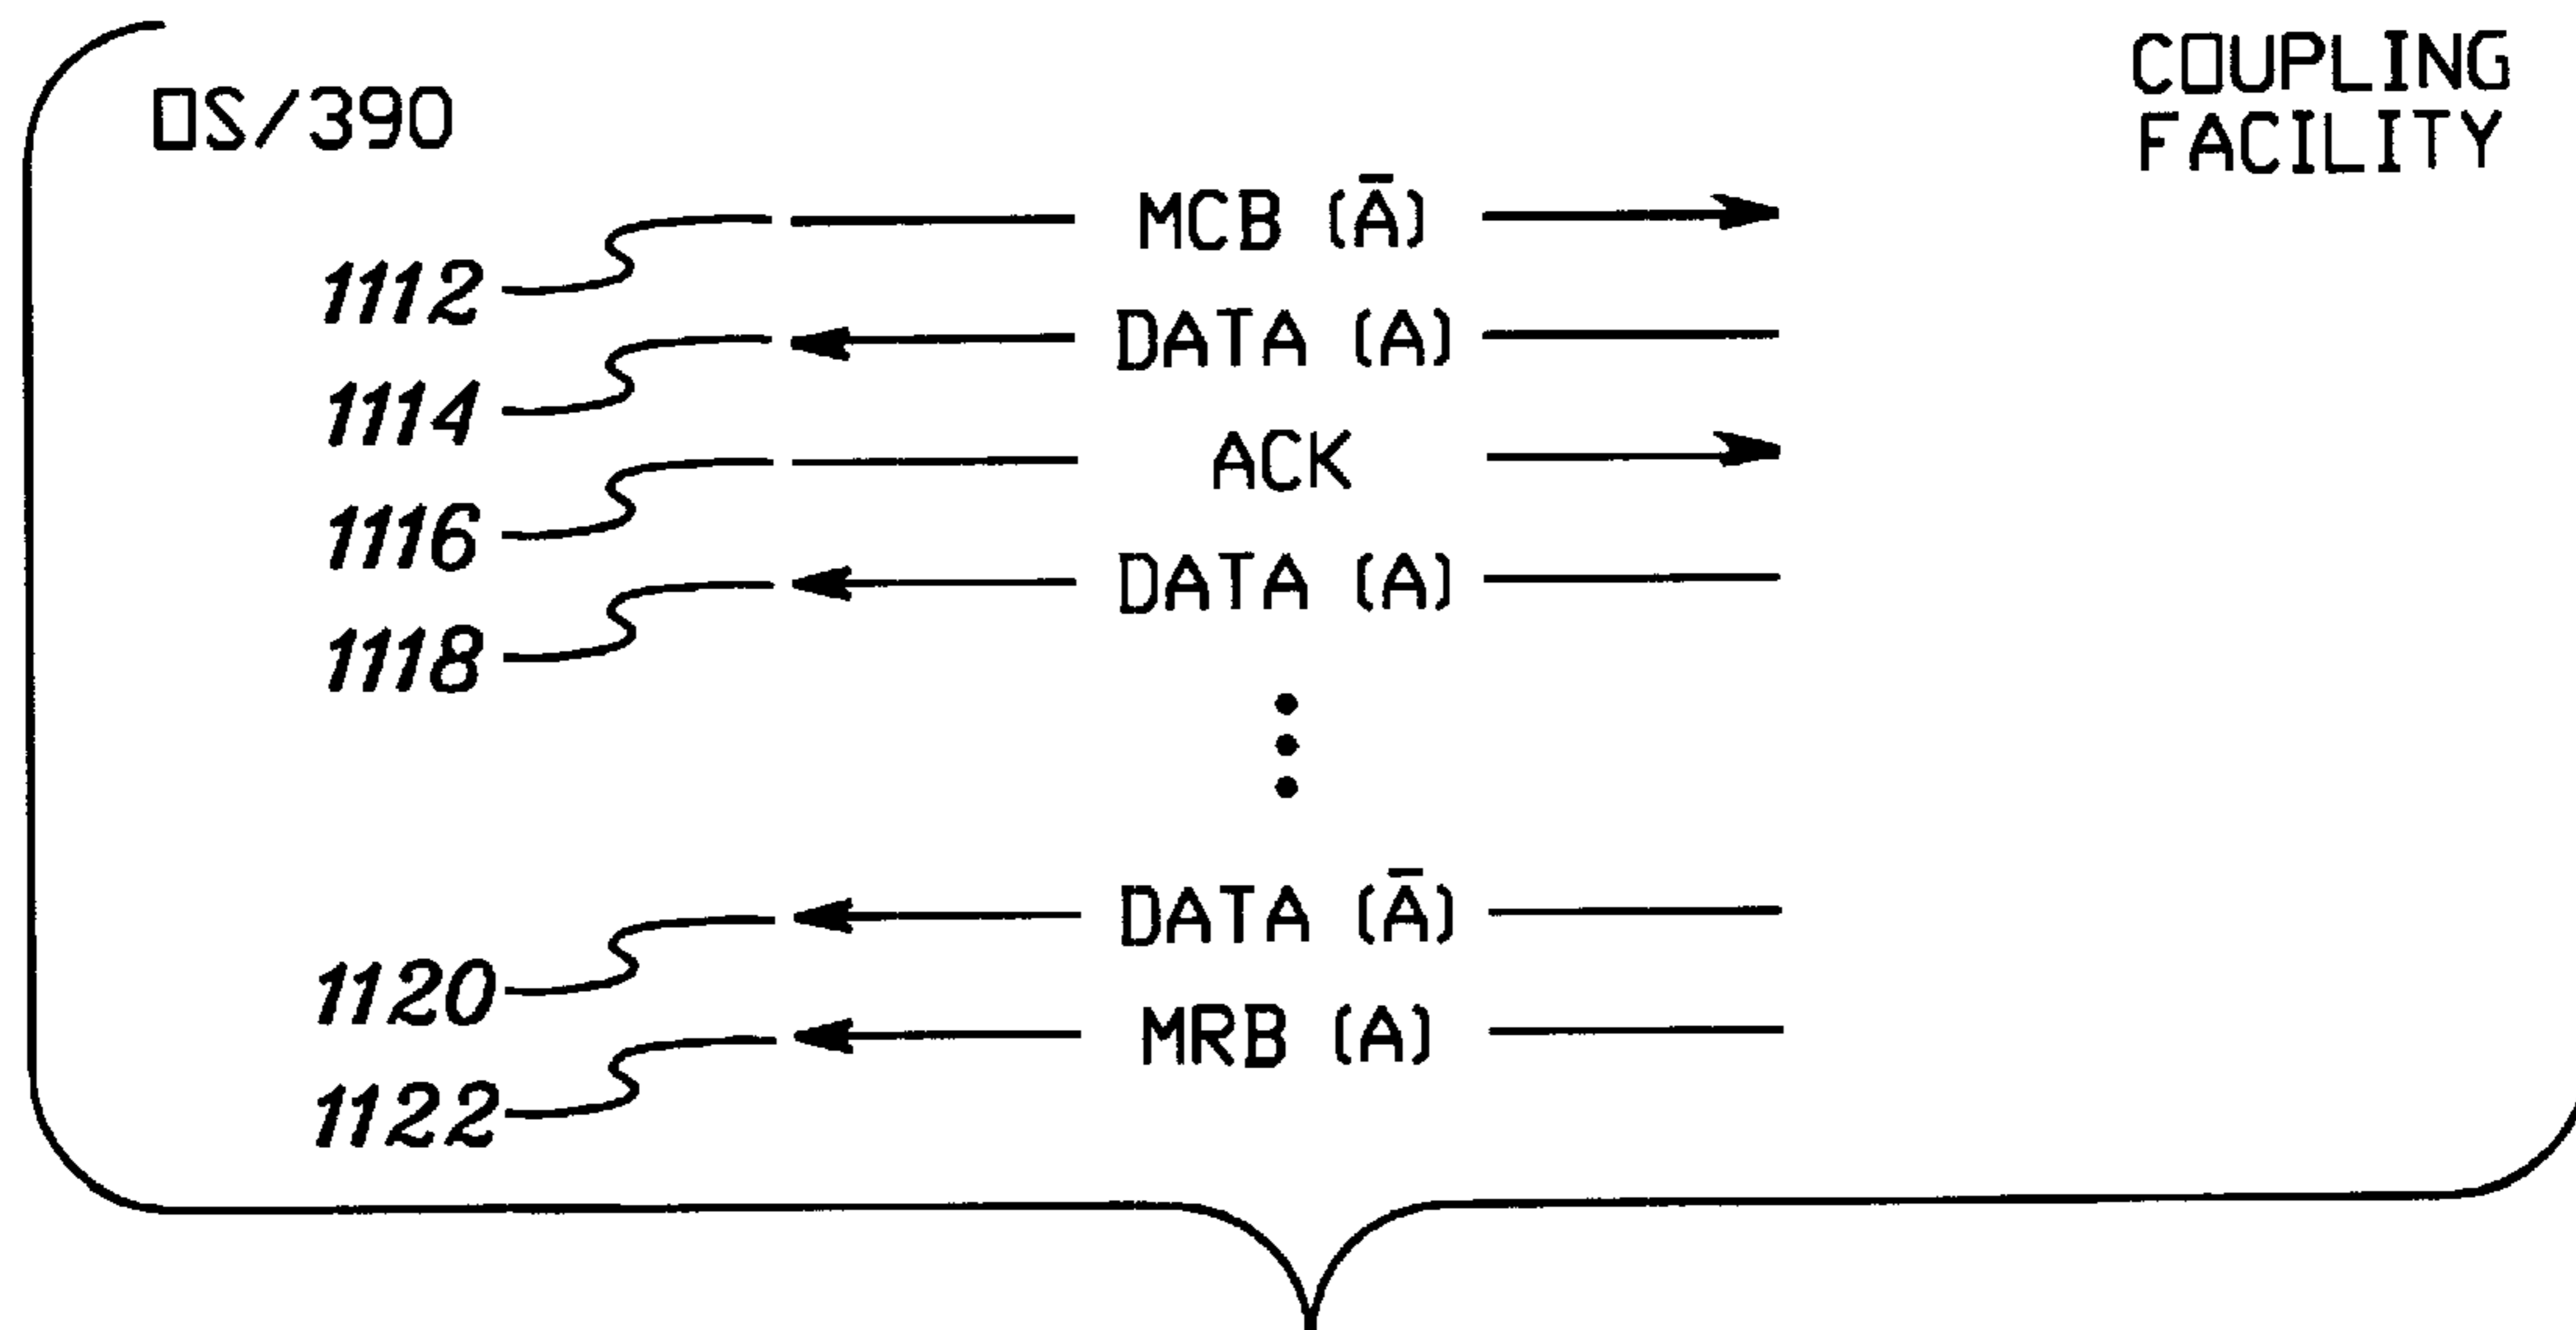 OS/390
COUPLING
FACILITY
MCB (Ā)
1112
DATA (A)
1114
ACK
1116
DATA (A)
1118
DATA (Ā)
1120
MRB (A)
1122